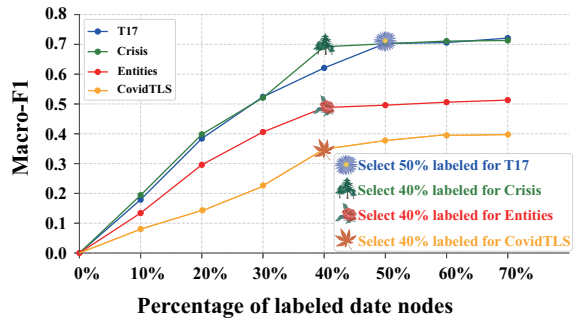 0.8
0.7
0.6
0.5
0.4
0.3
0.2
0.1
0.0
Macro-F1
T17
Crisis
Entities
CovidTLS
Select 50% labeled for T17
Select 40% labeled for Crisis
Select 40% labeled for Entities
Select 40% labeled for CovidTLS
0% 10% 20% 30% 40% 50% 60% 70%
Percentage of labeled date nodes